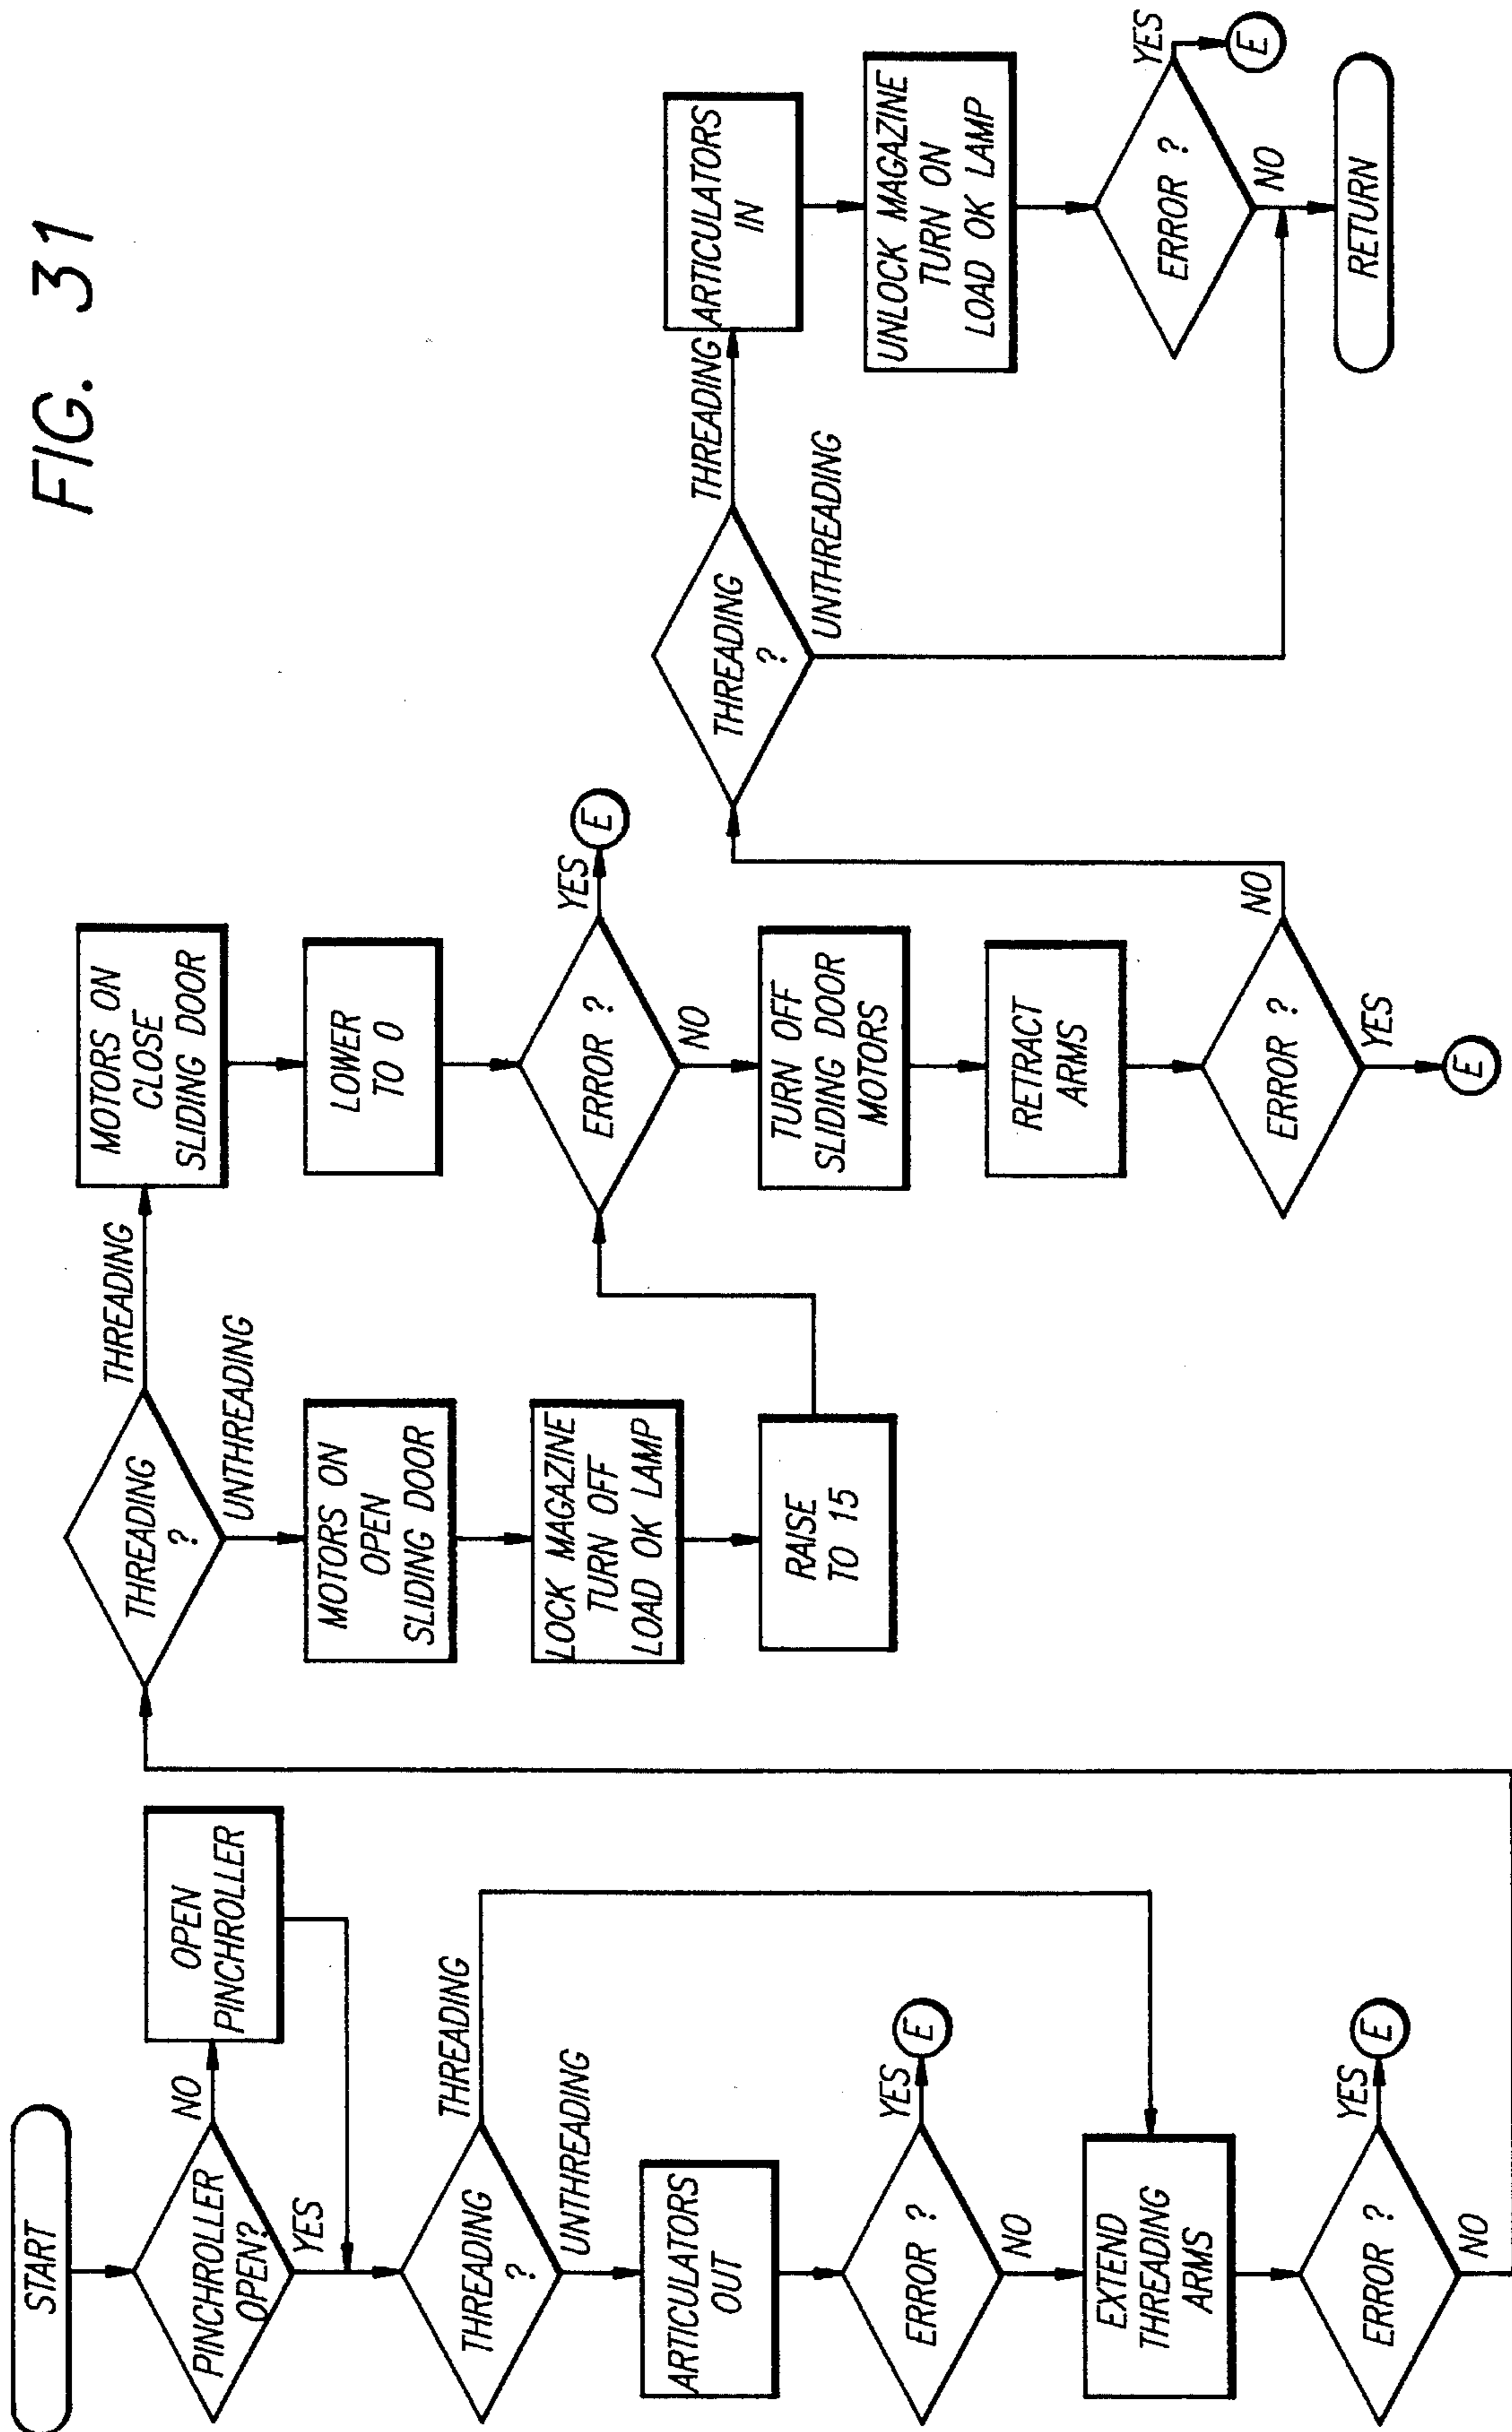 FIG. 31
START
PINCHROLLER
OPEN?
NO
OPEN
PINCHROLLER
YES
THREADING
?
THREADING
UNTHREADING
ARTICULATORS
OUT
ERROR ?
YES
E
NO
EXTEND
THREADING
ARMS
ERROR ?
YES
E
NO
THREADING
?
THREADING
UNTHREADING
MOTORS ON
OPEN
SLIDING DOOR
LOCK MAGAZINE
TURN OFF
LOAD OK LAMP
RAISE
TO 15
MOTORS ON
CLOSE
SLIDING DOOR
LOWER
TO 0
ERROR ?
YES
E
NO
TURN OFF
SLIDING DOOR
MOTORS
RETRACT
ARMS
ERROR ?
NO
YES
E
THREADING
?
THREADING
UNTHREADING
ARTICULATORS
IN
UNLOCK MAGAZINE
TURN ON
LOAD OK LAMP
ERROR ?
YES
E
NO
RETURN